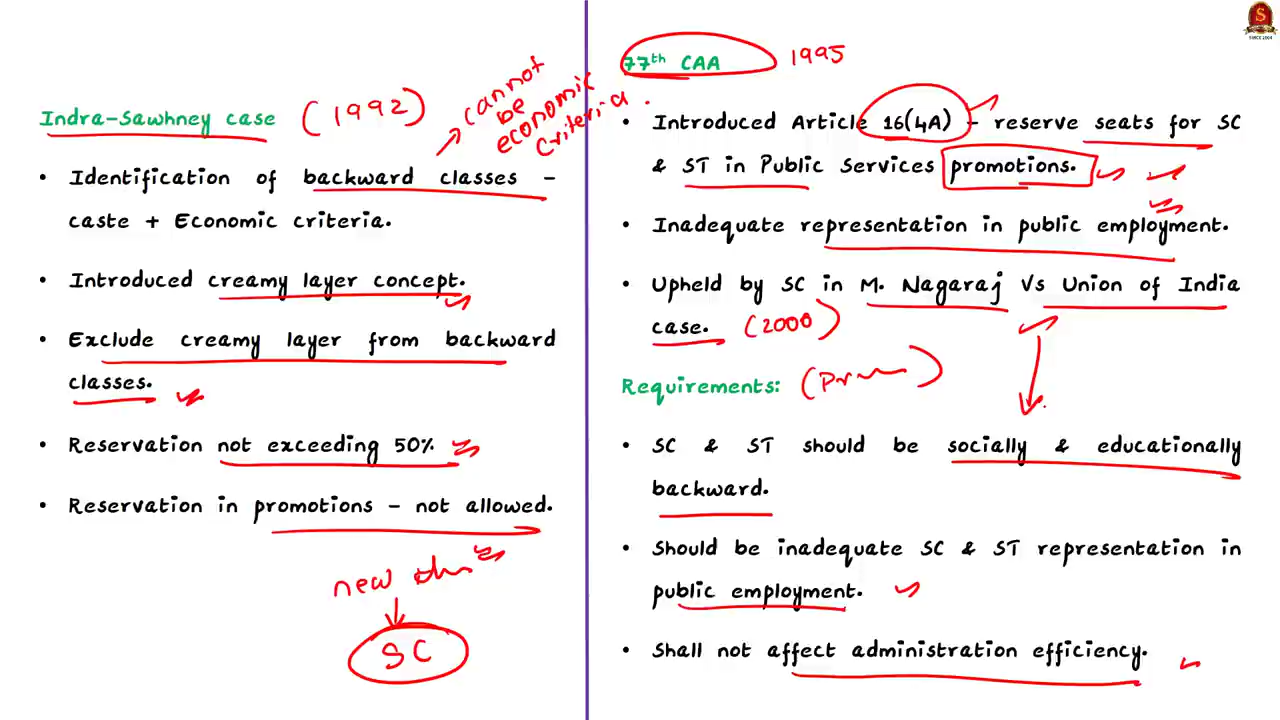 Indra-Sawhney case (1992)
cannot
be
economic
criteria.
• Identification of backward classes –
caste + Economic criteria.
• Introduced creamy layer concept.
• Exclude creamy layer from backward
classes.
• Reservation not exceeding 50%
• Reservation in promotions – not allowed.
new
SC
77th CAA 1995
• Introduced Article 16(4A) – reserve seats for SC
& ST in Public Services promotions.
• Inadequate representation in public employment.
• Upheld by SC in M. Nagaraj Vs Union of India
case. (2000)
Requirements:
• SC & ST should be socially & educationally
backward.
• Should be inadequate SC & ST representation in
public employment.
• Shall not affect administration efficiency.
S
SINCE 2004